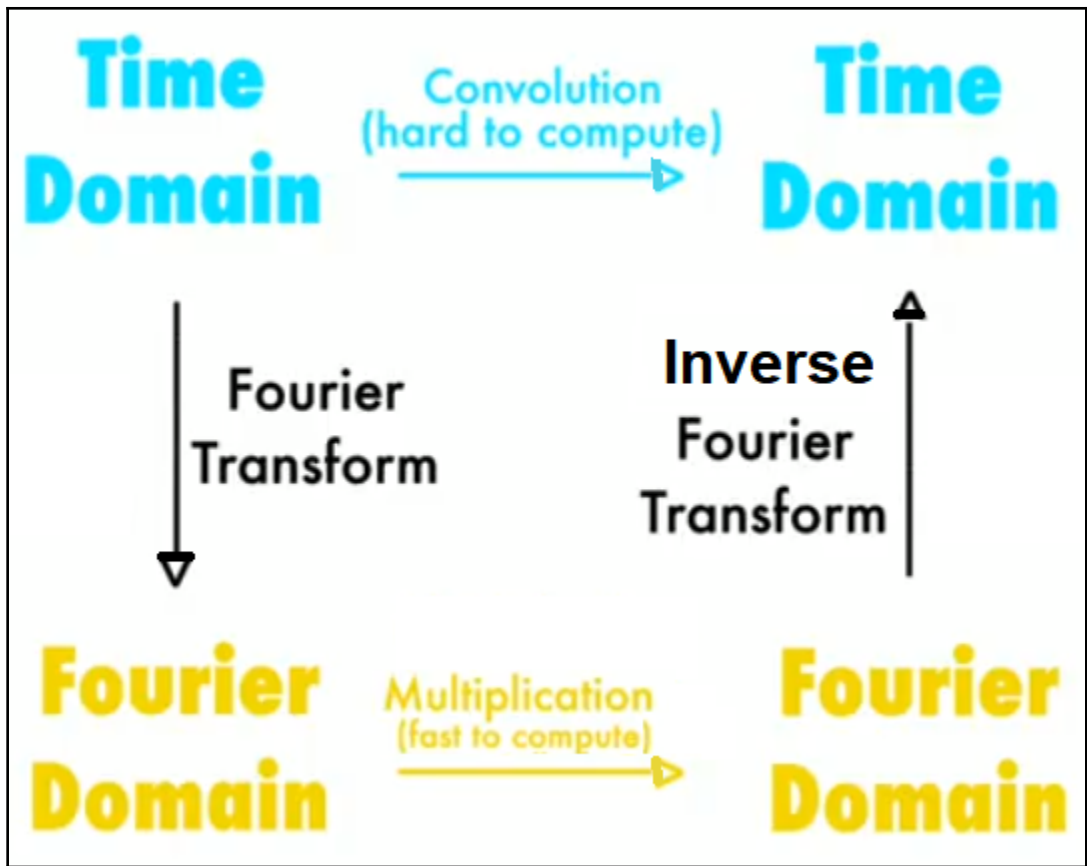 Time
Domain
Convolution
(hard to compute)
Time
Domain
Fourier
Transform
Inverse
Fourier
Transform
Fourier
Domain
Multiplication
(fast to compute)
Fourier
Domain